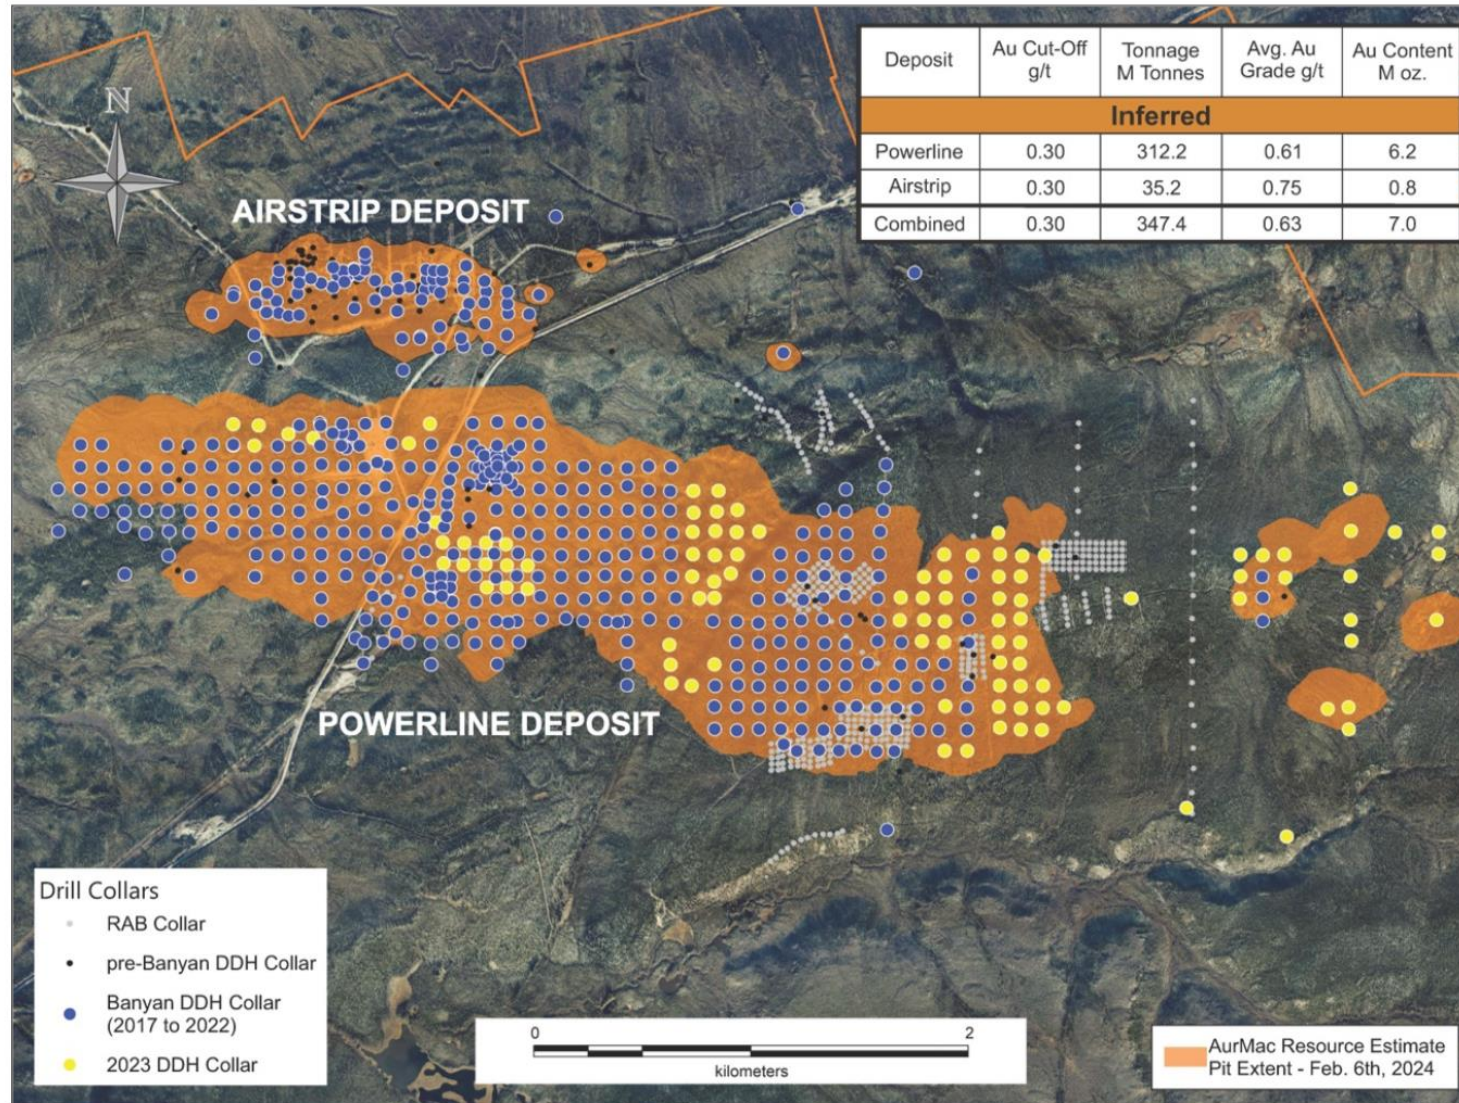 Deposit
Au Cut-Off
g/t
Tonnage
M Tonnes
Avg. Au
Grade g/t
Au Content
M oz.
Inferred
Powerline 0.30 312.2 0.61 6.2
Airstrip 0.30 35.2 0.75 0.8
Combined 0.30 347.4 0.63 7.0
N
AIRSTRIP DEPOSIT
POWERLINE DEPOSIT
Drill Collars
RAB Collar
pre-Banyan DDH Collar
Banyan DDH Collar
(2017 to 2022)
2023 DDH Collar
0 2
kilometers
AurMac Resource Estimate
Pit Extent - Feb. 6th, 2024